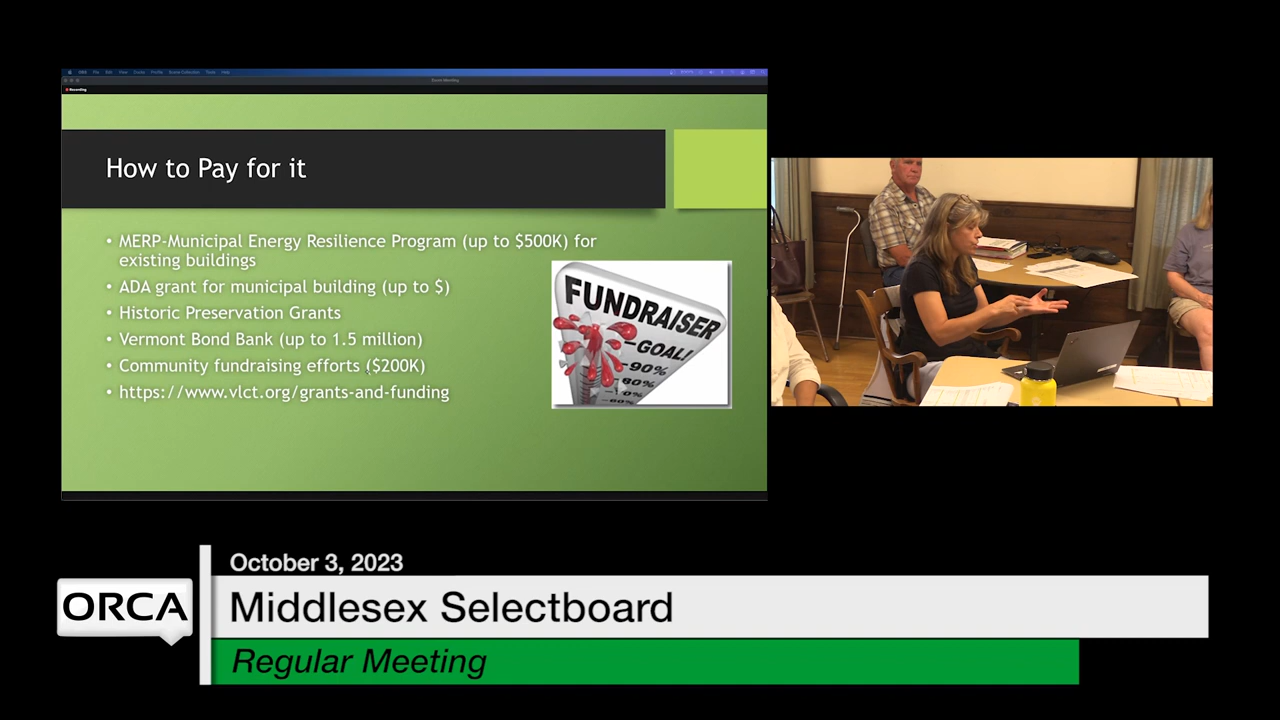 Recording
How to Pay for it
• MERP-Municipal Energy Resilience Program (up to $500K) for
existing buildings
• ADA grant for municipal building (up to $)
• Historic Preservation Grants
• Vermont Bond Bank (up to 1.5 million)
• Community fundraising efforts ($200K)
• https://www.vlct.org/grants-and-funding
FUNDRAISER
GOAL!
90%
80%
October 3, 2023
ORCA
Middlesex Selectboard
Regular Meeting